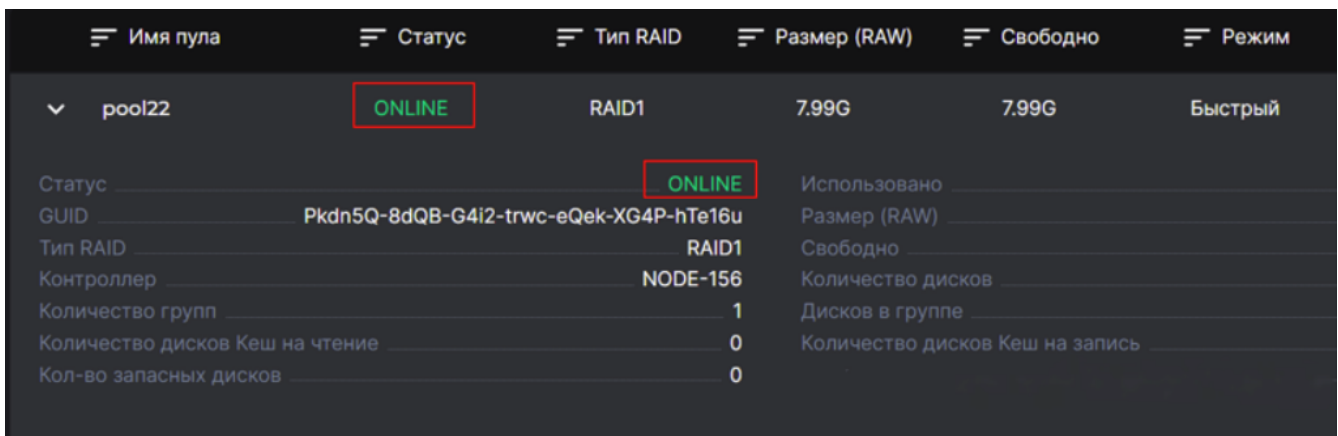 Имя пула Статус Тип RAID Размер (RAW) Свободно Режим
pool22 ONLINE RAID1 7.99G 7.99G Быстрый
Статус ONLINE Использовано
GUID Pkdn5Q-8dQB-G4i2-trwc-eQek-XG4P-hTe16u Размер (RAW)
Тип RAID RAID1 Свободно
Контроллер NODE-156 Количество дисков
Количество групп 1 Дисков в группе
Количество дисков Кеш на чтение 0 Количество дисков Кеш на запись
Кол-во запасных дисков 0